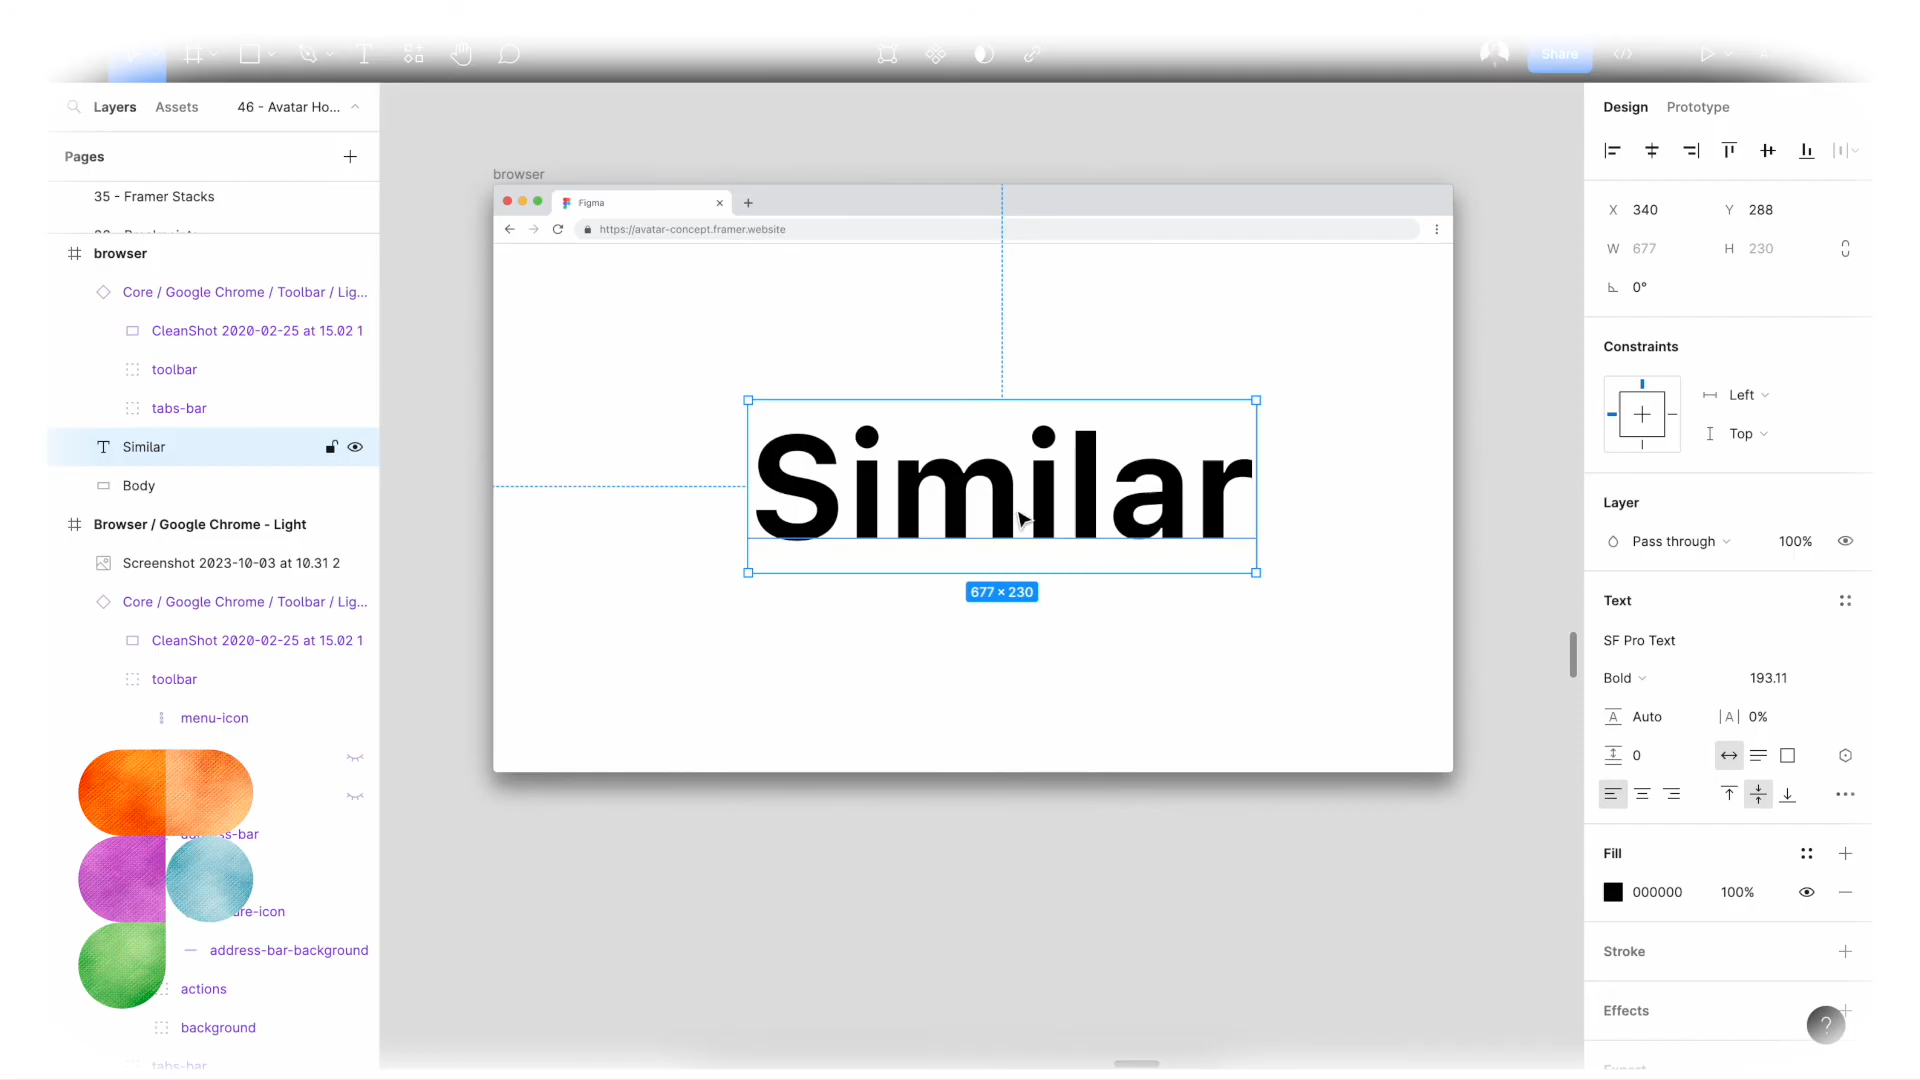 Share
Layers Assets 46 - Avatar Ho...
Pages
35 - Framer Stacks
browser
Core / Google Chrome / Toolbar / Lig...
CleanShot 2020-02-25 at 15.02 1
toolbar
tabs-bar
Similar
Body
Browser / Google Chrome - Light
Screenshot 2023-10-03 at 10.31 2
Core / Google Chrome / Toolbar / Lig...
CleanShot 2020-02-25 at 15.02 1
toolbar
menu-icon
address-bar-background
actions
background
tabs-bar
browser
Figma
https://avatar-concept.framer.website
Similar
677 × 230
Design Prototype
X 340 Y 288
W 677 H 230
0°
Constraints
Left
Top
Layer
Pass through 100%
Text
SF Pro Text
Bold 193.11
Auto |A| 0%
0
Fill
000000 100%
Stroke
Effects
?